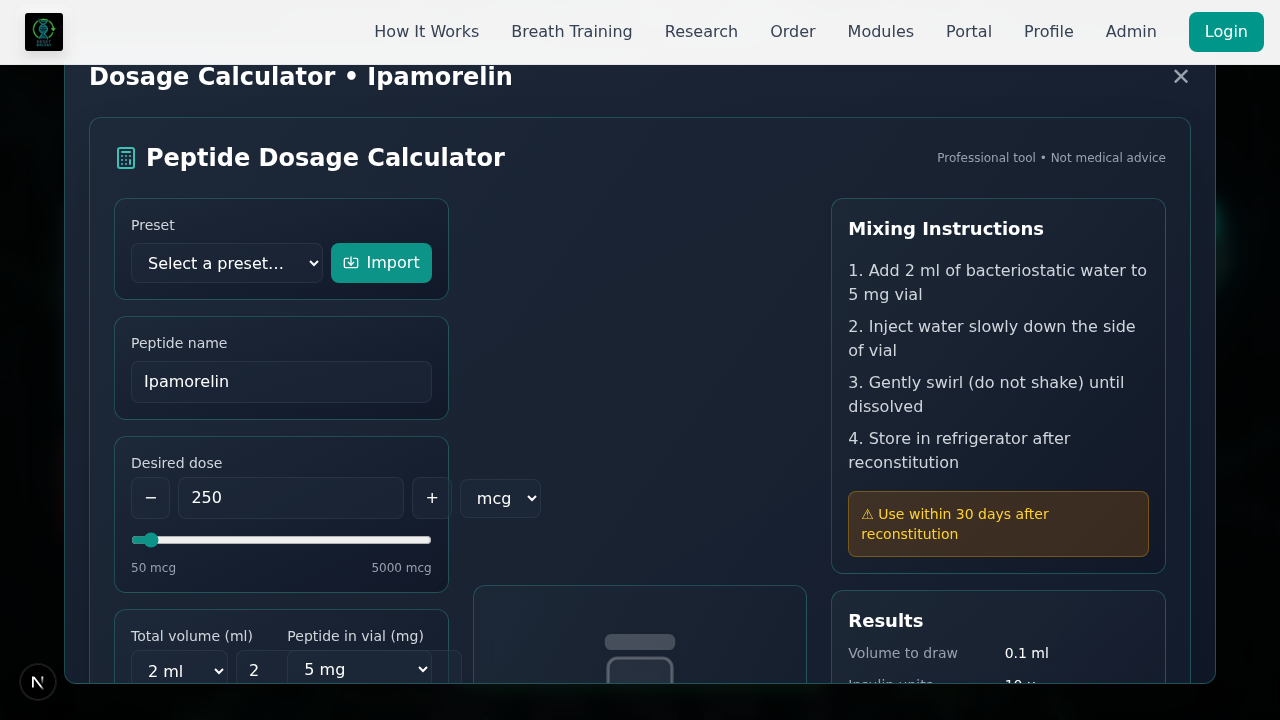 How It Works
Breath Training
Research
Order
Modules
Portal
Profile
Admin
Login
Dosage Calculator • Ipamorelin
Peptide Dosage Calculator
Professional tool • Not medical advice
Preset
Select a preset...
Import
Peptide name
Ipamorelin
Desired dose
−
250
+
mcg
50 mcg
5000 mcg
Total volume (ml)
Peptide in vial (mg)
2 ml
2
5 mg
Mixing Instructions
1. Add 2 ml of bacteriostatic water to
5 mg vial
2. Inject water slowly down the side
of vial
3. Gently swirl (do not shake) until
dissolved
4. Store in refrigerator after
reconstitution
⚠ Use within 30 days after
reconstitution
Results
Volume to draw
0.1 ml
Insulin units
10 u